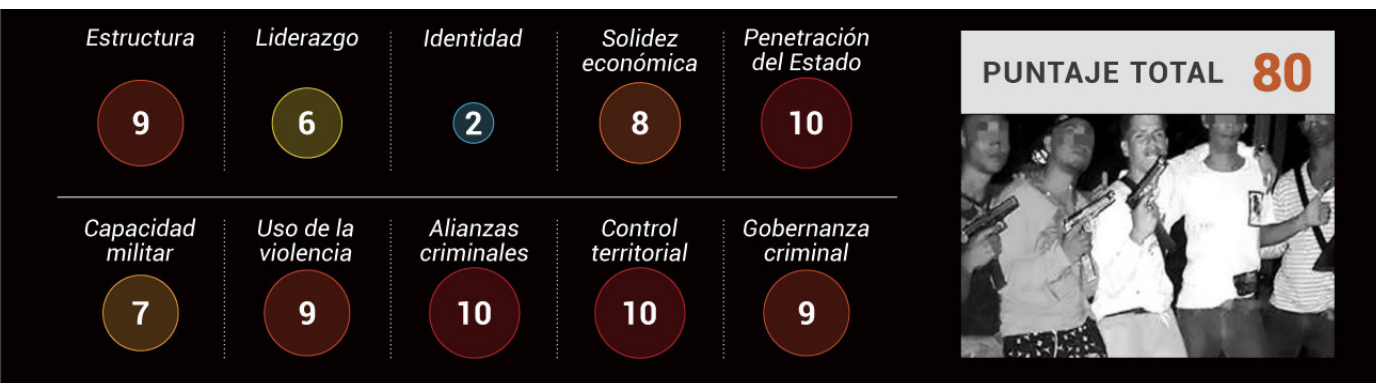 Estructura
9
Liderazgo
6
Identidad
2
Solidez
económica
8
Penetración
del Estado
10
Capacidad
militar
7
Uso de la
violencia
9
Alianzas
criminales
10
Control
territorial
10
Gobernanza
criminal
9
PUNTAJE TOTAL 80